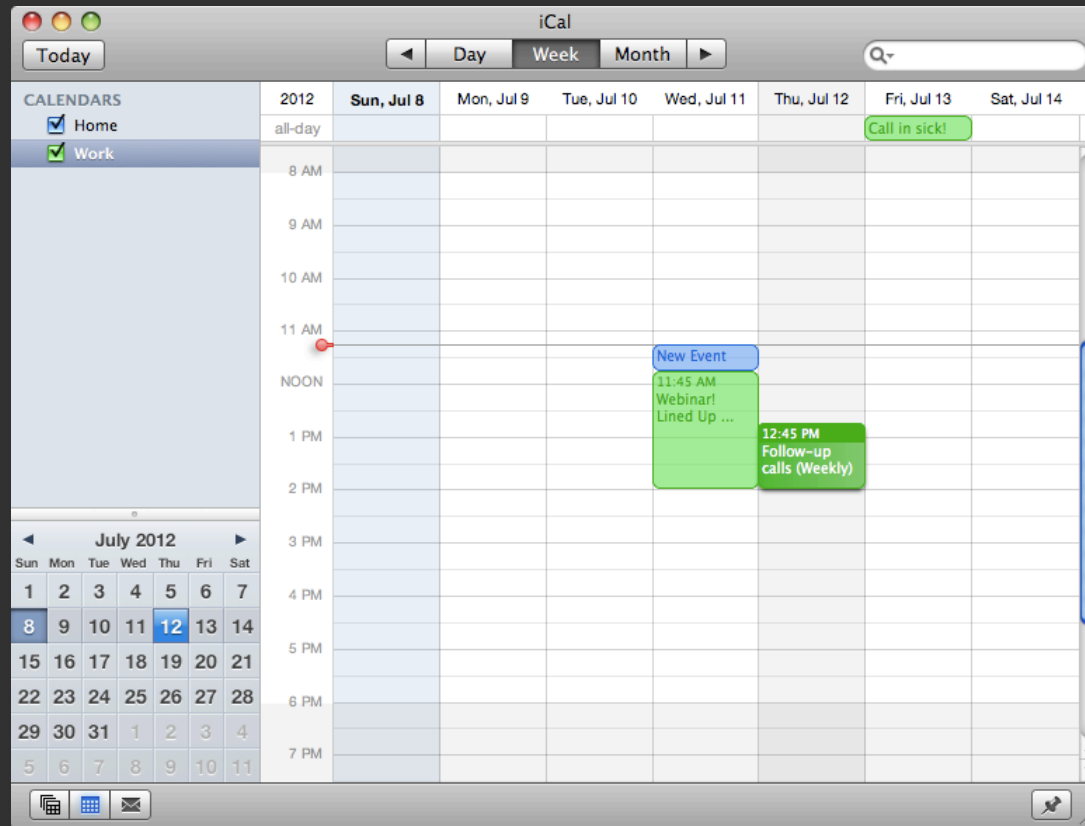 iCal
Today
Day Week Month
CALENDARS
Home
Work
2012 Sun, Jul 8 Mon, Jul 9 Tue, Jul 10 Wed, Jul 11 Thu, Jul 12 Fri, Jul 13 Sat, Jul 14
all-day
Call in sick!
8 AM
9 AM
10 AM
11 AM
New Event
NOON
11:45 AM
Webinar!
Lined Up ...
1 PM
12:45 PM
Follow-up
calls (Weekly)
2 PM
3 PM
4 PM
5 PM
6 PM
7 PM
July 2012
Sun Mon Tue Wed Thu Fri Sat
1 2 3 4 5 6 7
8 9 10 11 12 13 14
15 16 17 18 19 20 21
22 23 24 25 26 27 28
29 30 31 1 2 3 4
5 6 7 8 9 10 11